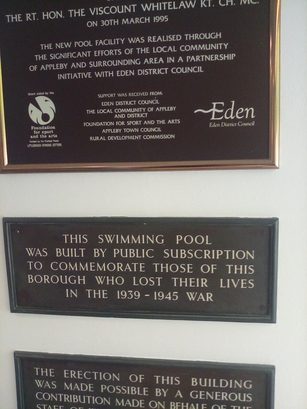 THE RT. HON. THE VISCOUNT WHITELAW KT. CH. MC.
ON 30TH MARCH 1995
THE NEW POOL FACILITY WAS REALISED THROUGH
THE SIGNIFICANT EFFORTS OF THE LOCAL COMMUNITY
OF APPLEBY AND SURROUNDING AREA IN A PARTNERSHIP
INITIATIVE WITH EDEN DISTRICT COUNCIL
SUPPORT WAS RECEIVED FROM:
EDEN DISTRICT COUNCIL
THE LOCAL COMMUNITY OF APPLEBY
AND DISTRICT
FOUNDATION FOR SPORT AND THE ARTS
APPLEBY TOWN COUNCIL
RURAL DEVELOPMENT COMMISSION
Foundation
for sport
and the arts
Eden
Eden District Council
THIS SWIMMING POOL
WAS BUILT BY PUBLIC SUBSCRIPTION
TO COMMEMORATE THOSE OF THIS
BOROUGH WHO LOST THEIR LIVES
IN THE 1939-1945 WAR
THE ERECTION OF THIS BUILDING
WAS MADE POSSIBLE BY A GENEROUS
CONTRIBUTION MADE ON BEHALF OF THE